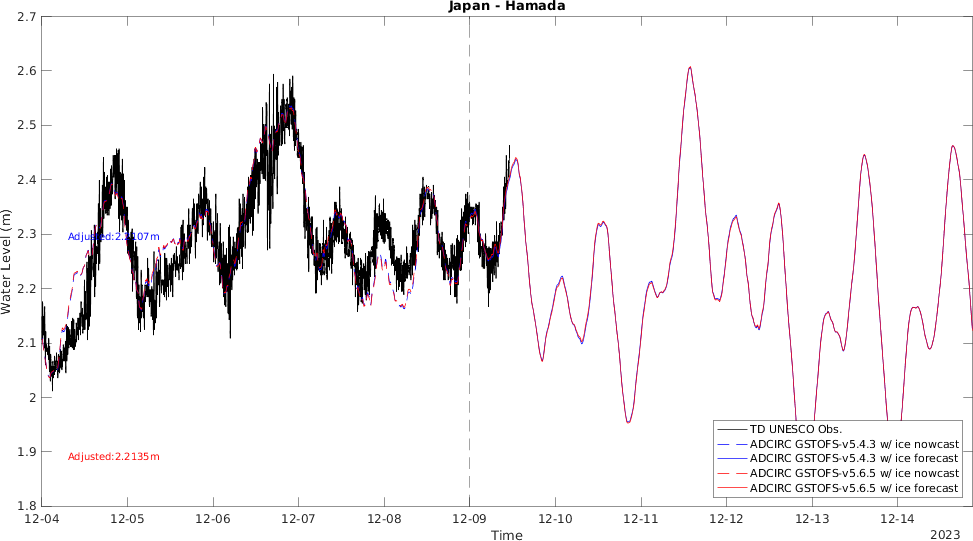 Japan - Hamada
Water Level (m)
2.7
2.6
2.5
2.4
2.3
2.2
2.1
2
1.9
1.8
Adjusted:2.2107m
Adjusted:2.2135m
TD UNESCO Obs.
ADCIRC GSTOFS-v5.4.3 w/ ice nowcast
ADCIRC GSTOFS-v5.4.3 w/ ice forecast
ADCIRC GSTOFS-v5.6.5 w/ ice nowcast
ADCIRC GSTOFS-v5.6.5 w/ ice forecast
12-04 12-05 12-06 12-07 12-08 12-09 12-10 12-11 12-12 12-13 12-14
Time
2023